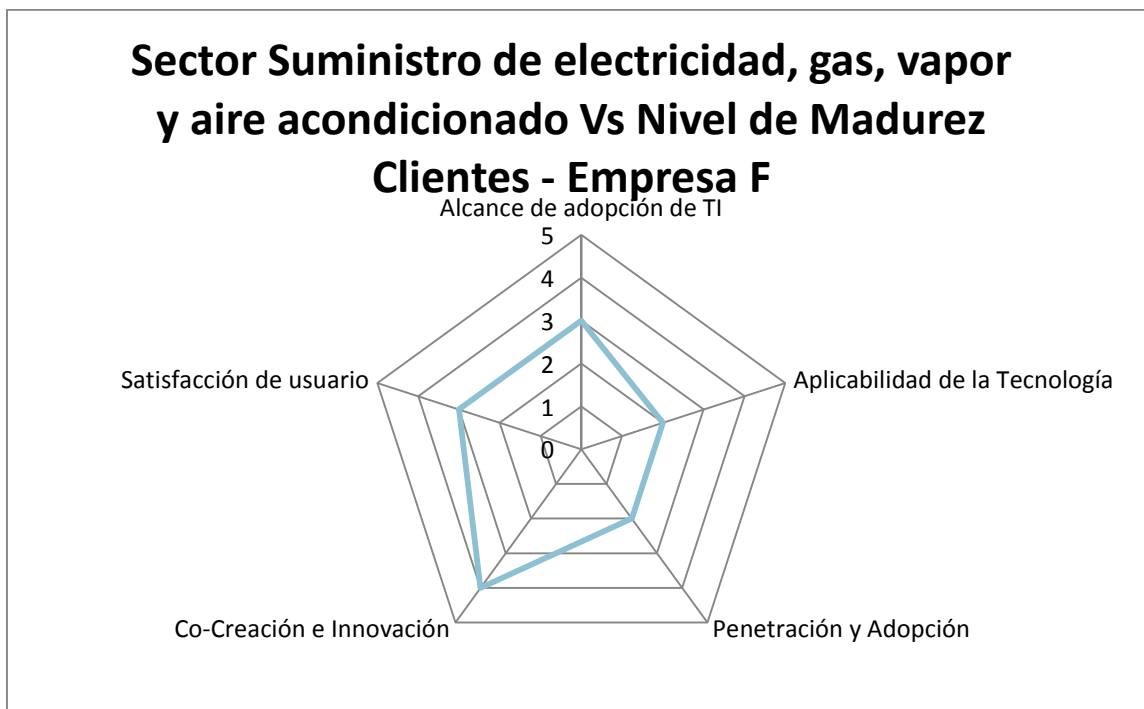 Sector Suministro de electricidad, gas, vapor
y aire acondicionado Vs Nivel de Madurez
Clientes - Empresa F
Alcance de adopción de TI
5
4
3
2
1
0
Satisfacción de usuario
Aplicabilidad de la Tecnología
Co-Creación e Innovación
Penetración y Adopción